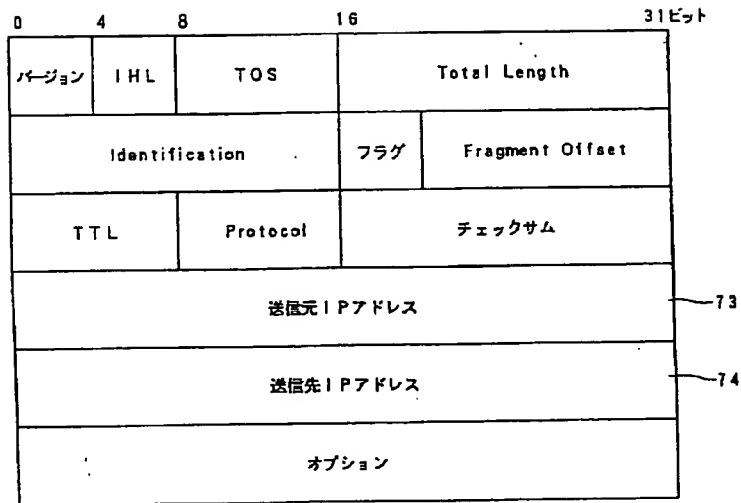 0 4 8 16 31ビット
バージョン IHL TOS Total Length
Identification フラグ Fragment Offset
TTL Protocol チェックサム
送信元IPアドレス 73
送信先IPアドレス 74
オプション